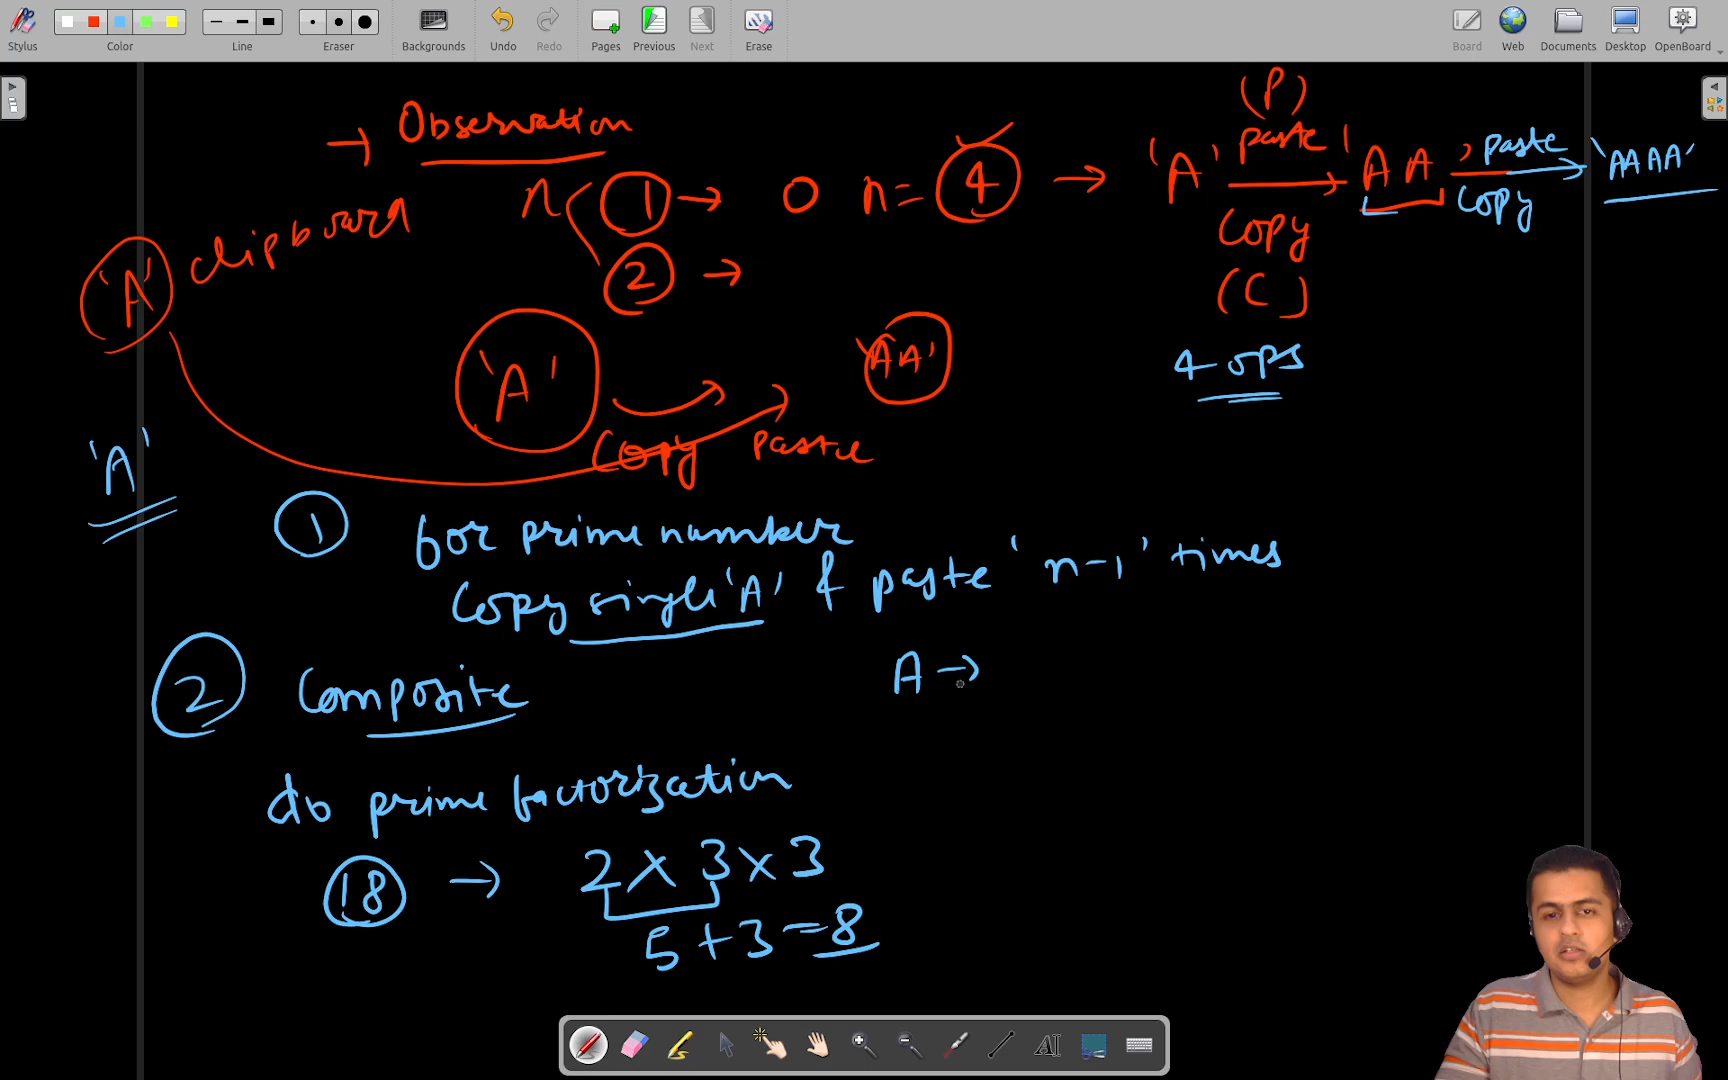 Stylus Color Line Eraser Backgrounds Undo Redo Pages Previous Next Erase Board Web Documents Desktop OpenBoard
→ Observation
n 1 → 0 n = 4 → 'A' paste 'AA' paste 'AAAA'
(P)
Copy Copy
(C)
2 →
'A' clipboard
4 ops
'A' Copy Paste 'AA'
'A'
1 for prime number
Copy single 'A' & paste 'n-1' times
2 Composite A →
do prime factorization
18 → 2 × 3 × 3
5 + 3 = 8
AI